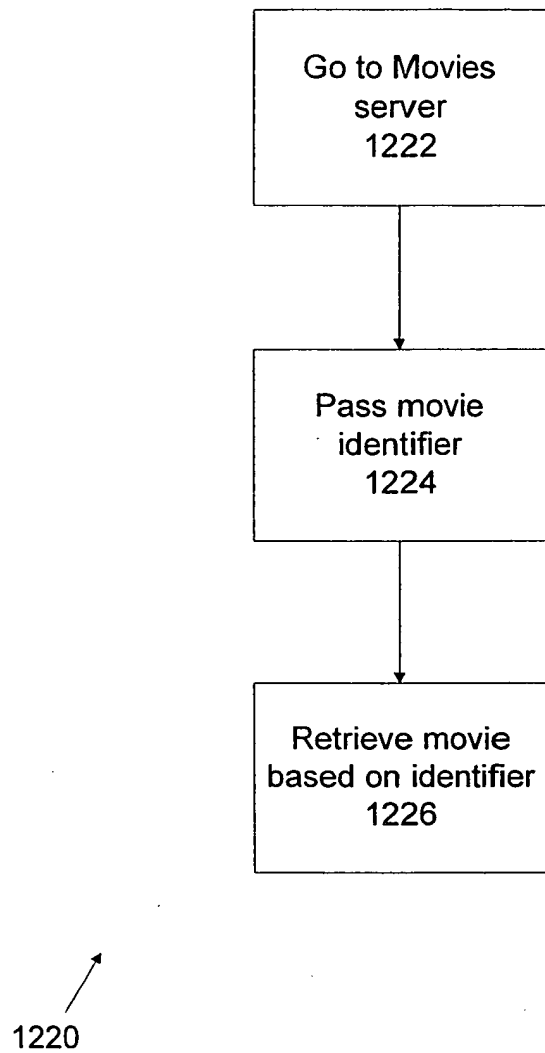 Go to Movies
server
1222
Pass movie
identifier
1224
Retrieve movie
based on identifier
1226
1220